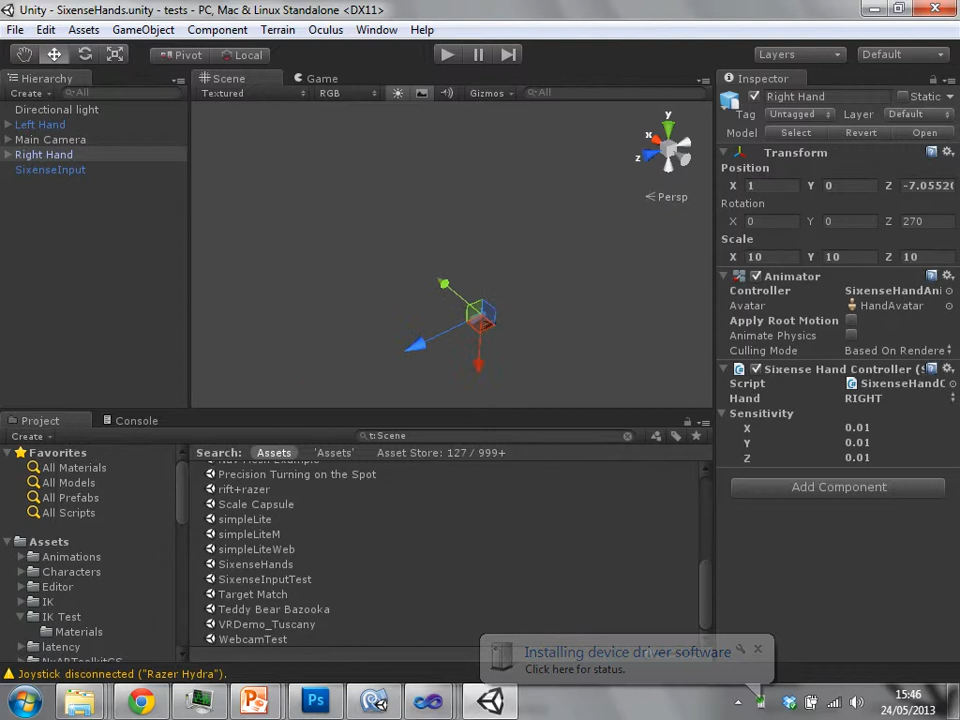 Unity - SixenseHands.unity - tests - PC, Mac & Linux Standalone <DX11>
File Edit Assets GameObject Component Terrain Oculus Window Help
Pivot Local Layers Default
Hierarchy
Create All
Directional light
Left Hand
Main Camera
Right Hand
SixenseInput
Scene Game
Textured RGB Gizmos All
y
x
z
Persp
Inspector
Right Hand Static
Tag Untagged Layer Default
Model Select Revert Open
Transform
Position
X 1 Y 0 Z -7.0552
Rotation
X 0 Y 0 Z 270
Scale
X 10 Y 10 Z 10
Animator
Controller SixenseHandAni
Avatar HandAvatar
Apply Root Motion
Animate Physics
Culling Mode Based On Rendere
Sixense Hand Controller (S
Script SixenseHandC
Hand RIGHT
Sensitivity
X 0.01
Y 0.01
Z 0.01
Add Component
Project Console
Create t:Scene
Favorites
All Materials
All Models
All Prefabs
All Scripts
Assets
Animations
Characters
Editor
IK
IK Test
Materials
latency
Search: Assets 'Assets' Asset Store: 127 / 999+
Precision Turning on the Spot
rift+razer
Scale Capsule
simpleLite
simpleLiteM
simpleLiteWeb
SixenseHands
SixenseInputTest
Target Match
Teddy Bear Bazooka
VRDemo_Tuscany
WebcamTest
Installing device driver software
Click here for status.
Joystick disconnected ("Razer Hydra").
Ps
15:46
24/05/2013